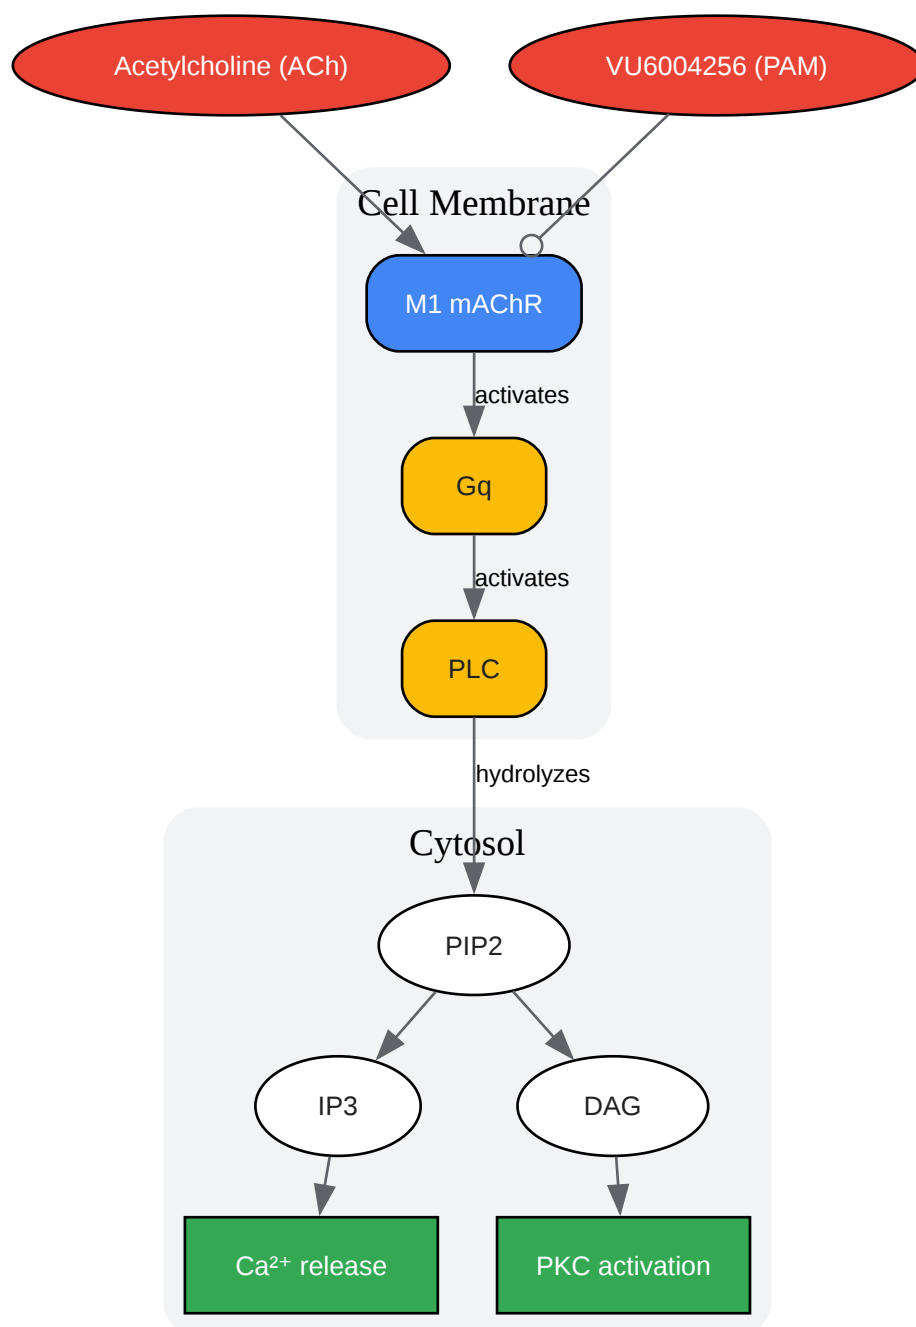 Acetylcholine (ACh)
VU6004256 (PAM)
Cell Membrane
M1 mAChR
activates
Gq
activates
PLC
hydrolyzes
Cytosol
PIP2
IP3
DAG
Ca²⁺ release
PKC activation